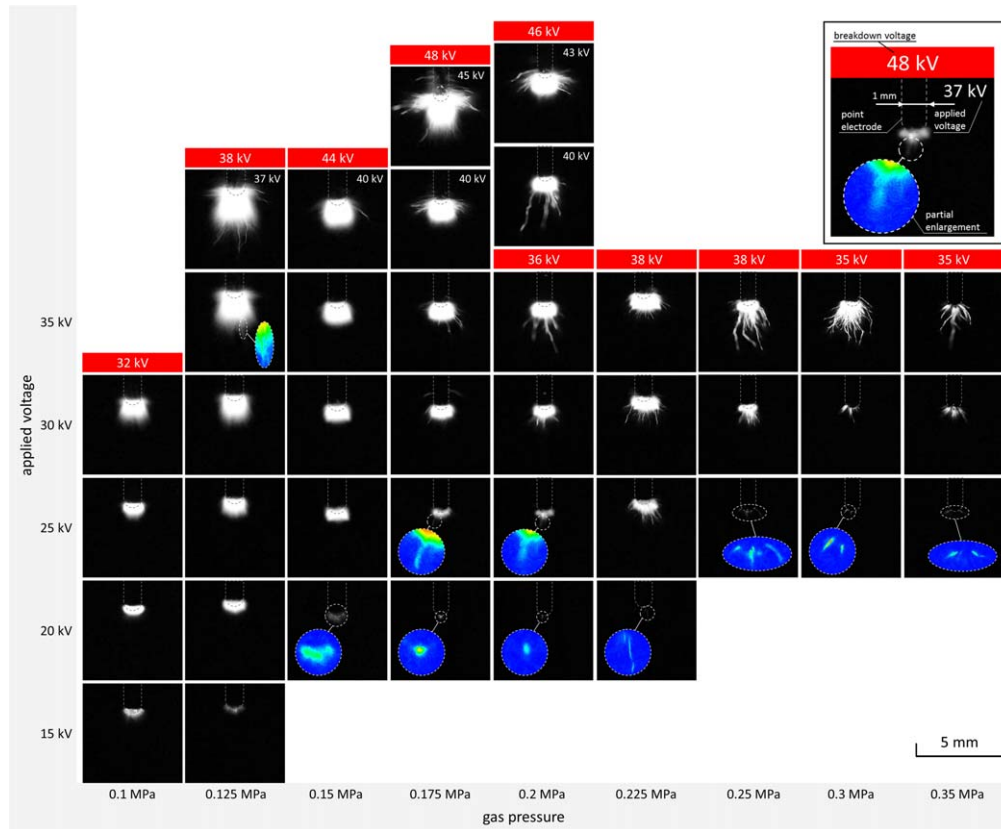 46 kV
43 kV
breakdown voltage
48 kV
37 kV
1 mm
point
electrode
applied
voltage
partial
enlargement
48 kV
45 kV
38 kV
44 kV
40 kV
37 kV
40 kV
40 kV
36 kV
38 kV
38 kV
35 kV
35 kV
35 kV
32 kV
applied voltage
30 kV
25 kV
20 kV
15 kV
5 mm
0.1 MPa
0.125 MPa
0.15 MPa
0.175 MPa
0.2 MPa
0.225 MPa
0.25 MPa
0.3 MPa
0.35 MPa
gas pressure